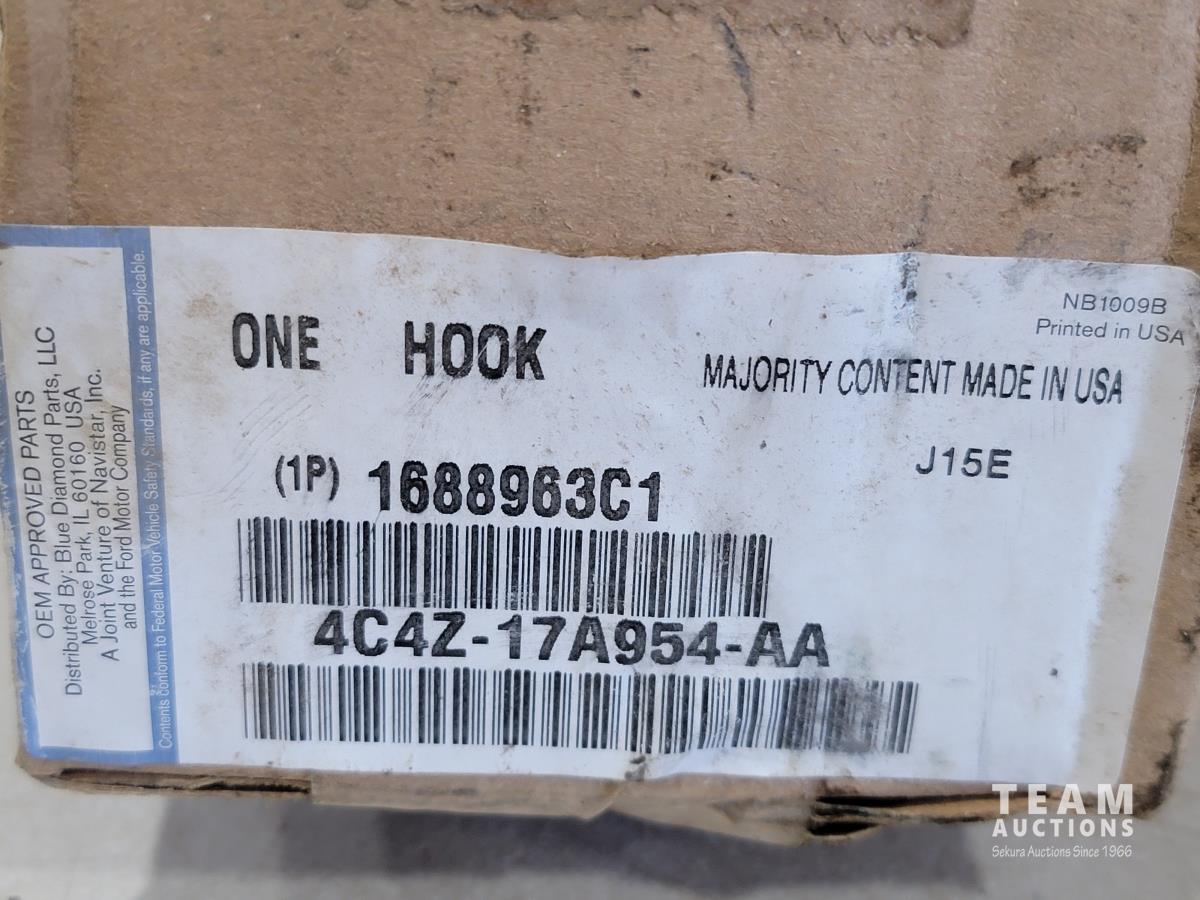 OEM APPROVED PARTS
Distributed By: Blue Diamond Parts, LLC
Melrose Park, IL 60160 USA
A Joint Venture of Navistar, Inc.
and the Ford Motor Company
Contents conform to Federal Motor Vehicle Safety Standards, if any are applicable.
NB1009B
Printed in USA
ONE HOOK
MAJORITY CONTENT MADE IN USA
J15E
(1P) 1688963C1
4C4Z-17A954-AA
TEAM
AUCTIONS
Sekura Auctions Since 1966